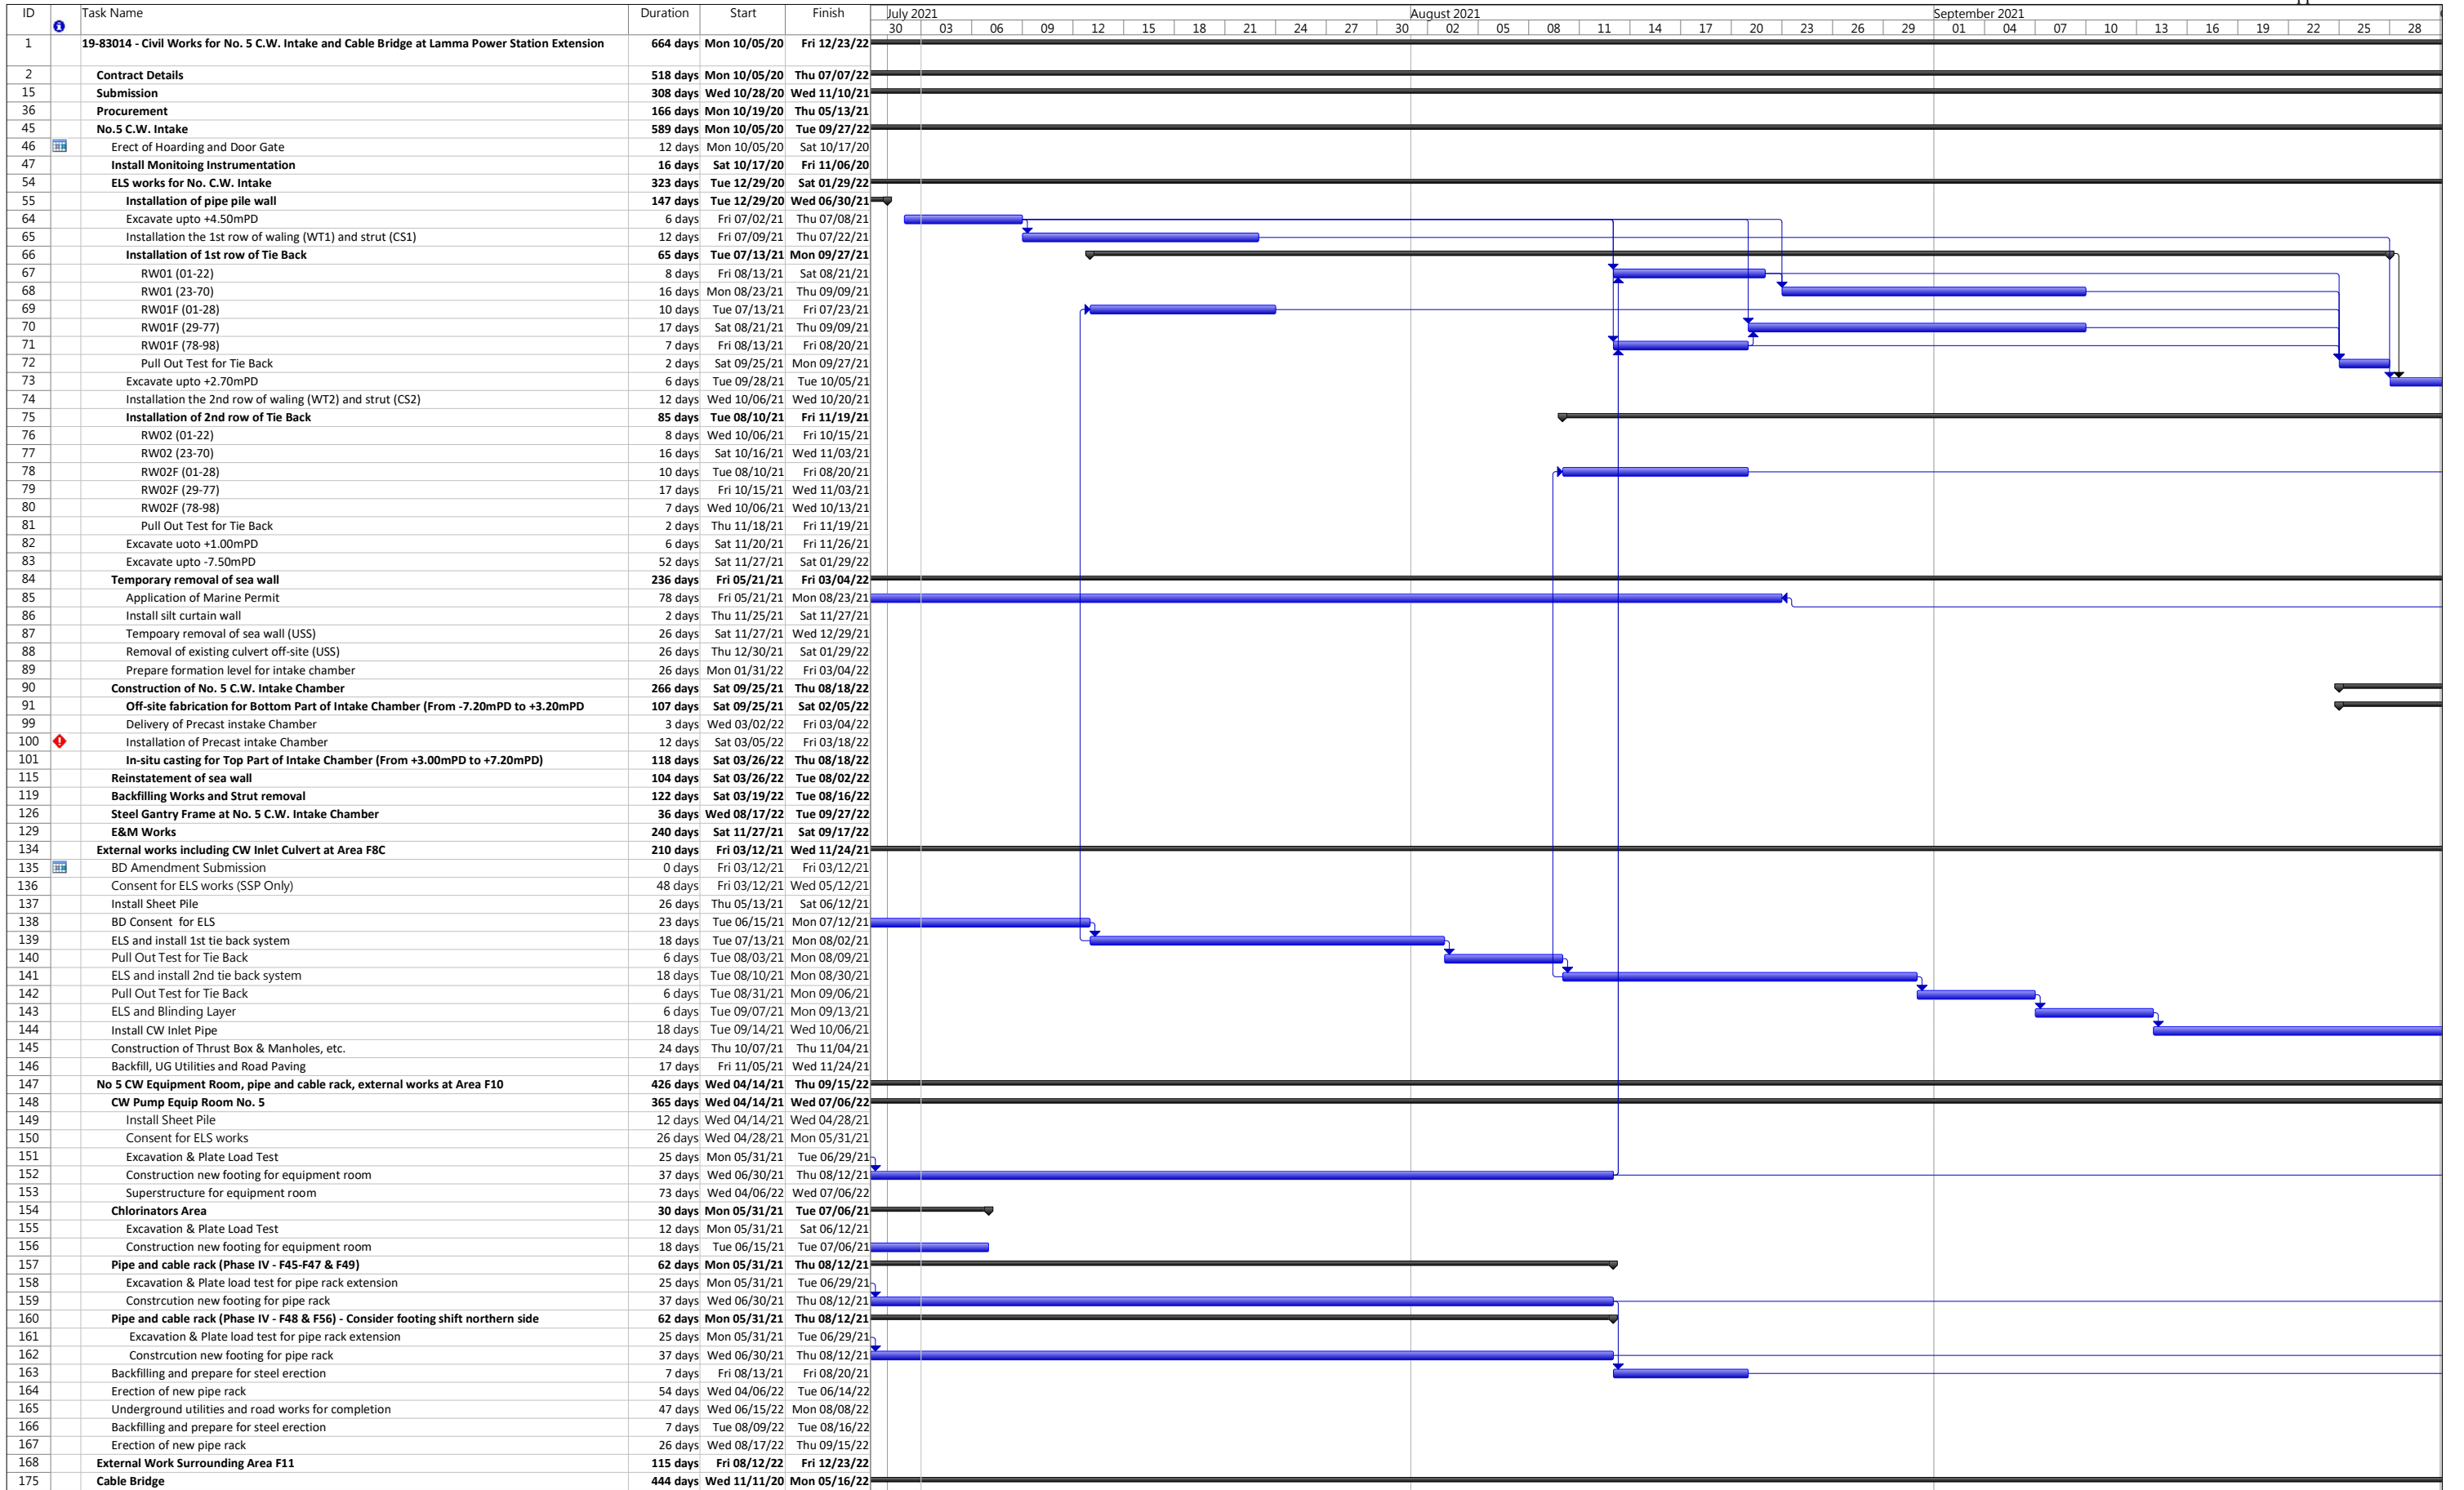 ID Task Name Duration Start Finish July 2021 August 2021 September 2021
30 03 06 09 12 15 18 21 24 27 30 02 05 08 11 14 17 20 23 26 29 01 04 07 10 13 16 19 22 25 28
1 19-83014 - Civil Works for No. 5 C.W. Intake and Cable Bridge at Lamma Power Station Extension 664 days Mon 10/05/20 Fri 12/23/22
2 Contract Details 518 days Mon 10/05/20 Thu 07/07/22
15 Submission 308 days Wed 10/28/20 Wed 11/10/21
36 Procurement 166 days Mon 10/19/20 Thu 05/13/21
45 No.5 C.W. Intake 589 days Mon 10/05/20 Tue 09/27/22
46 Erect of Hoarding and Door Gate 12 days Mon 10/05/20 Sat 10/17/20
47 Install Monitoing Instrumentation 16 days Sat 10/17/20 Fri 11/06/20
54 ELS works for No. C.W. Intake 323 days Tue 12/29/20 Sat 01/29/22
55 Installation of pipe pile wall 147 days Tue 12/29/20 Wed 06/30/21
64 Excavate upto +4.50mPD 6 days Fri 07/02/21 Thu 07/08/21
65 Installation the 1st row of waling (WT1) and strut (CS1) 12 days Fri 07/09/21 Thu 07/22/21
66 Installation of 1st row of Tie Back 65 days Tue 07/13/21 Mon 09/27/21
67 RW01 (01-22) 8 days Fri 08/13/21 Sat 08/21/21
68 RW01 (23-70) 16 days Mon 08/23/21 Thu 09/09/21
69 RW01F (01-28) 10 days Tue 07/13/21 Fri 07/23/21
70 RW01F (29-77) 17 days Sat 08/21/21 Thu 09/09/21
71 RW01F (78-98) 7 days Fri 08/13/21 Fri 08/20/21
72 Pull Out Test for Tie Back 2 days Sat 09/25/21 Mon 09/27/21
73 Excavate upto +2.70mPD 6 days Tue 09/28/21 Tue 10/05/21
74 Installation the 2nd row of waling (WT2) and strut (CS2) 12 days Wed 10/06/21 Wed 10/20/21
75 Installation of 2nd row of Tie Back 85 days Tue 08/10/21 Fri 11/19/21
76 RW02 (01-22) 8 days Wed 10/06/21 Fri 10/15/21
77 RW02 (23-70) 16 days Sat 10/16/21 Wed 11/03/21
78 RW02F (01-28) 10 days Tue 08/10/21 Fri 08/20/21
79 RW02F (29-77) 17 days Fri 10/15/21 Wed 11/03/21
80 RW02F (78-98) 7 days Wed 10/06/21 Wed 10/13/21
81 Pull Out Test for Tie Back 2 days Thu 11/18/21 Fri 11/19/21
82 Excavate uoto +1.00mPD 6 days Sat 11/20/21 Fri 11/26/21
83 Excavate upto -7.50mPD 52 days Sat 11/27/21 Sat 01/29/22
84 Temporary removal of sea wall 236 days Fri 05/21/21 Fri 03/04/22
85 Application of Marine Permit 78 days Fri 05/21/21 Mon 08/23/21
86 Install silt curtain wall 2 days Thu 11/25/21 Sat 11/27/21
87 Tempoary removal of sea wall (USS) 26 days Sat 11/27/21 Wed 12/29/21
88 Removal of existing culvert off-site (USS) 26 days Thu 12/30/21 Sat 01/29/22
89 Prepare formation level for intake chamber 26 days Mon 01/31/22 Fri 03/04/22
90 Construction of No. 5 C.W. Intake Chamber 266 days Sat 09/25/21 Thu 08/18/22
91 Off-site fabrication for Bottom Part of Intake Chamber (From -7.20mPD to +3.20mPD 107 days Sat 09/25/21 Sat 02/05/22
99 Delivery of Precast instake Chamber 3 days Wed 03/02/22 Fri 03/04/22
100 Installation of Precast intake Chamber 12 days Sat 03/05/22 Fri 03/18/22
101 In-situ casting for Top Part of Intake Chamber (From +3.00mPD to +7.20mPD) 118 days Sat 03/26/22 Thu 08/18/22
115 Reinstatement of sea wall 104 days Sat 03/26/22 Tue 08/02/22
119 Backfilling Works and Strut removal 122 days Sat 03/19/22 Tue 08/16/22
126 Steel Gantry Frame at No. 5 C.W. Intake Chamber 36 days Wed 08/17/22 Tue 09/27/22
129 E&M Works 240 days Sat 11/27/21 Sat 09/17/22
134 External works including CW Inlet Culvert at Area F8C 210 days Fri 03/12/21 Wed 11/24/21
135 BD Amendment Submission 0 days Fri 03/12/21 Fri 03/12/21
136 Consent for ELS works (SSP Only) 48 days Fri 03/12/21 Wed 05/12/21
137 Install Sheet Pile 26 days Thu 05/13/21 Sat 06/12/21
138 BD Consent for ELS 23 days Tue 06/15/21 Mon 07/12/21
139 ELS and install 1st tie back system 18 days Tue 07/13/21 Mon 08/02/21
140 Pull Out Test for Tie Back 6 days Tue 08/03/21 Mon 08/09/21
141 ELS and install 2nd tie back system 18 days Tue 08/10/21 Mon 08/30/21
142 Pull Out Test for Tie Back 6 days Tue 08/31/21 Mon 09/06/21
143 ELS and Blinding Layer 6 days Tue 09/07/21 Mon 09/13/21
144 Install CW Inlet Pipe 18 days Tue 09/14/21 Wed 10/06/21
145 Construction of Thrust Box & Manholes, etc. 24 days Thu 10/07/21 Thu 11/04/21
146 Backfill, UG Utilities and Road Paving 17 days Fri 11/05/21 Wed 11/24/21
147 No 5 CW Equipment Room, pipe and cable rack, external works at Area F10 426 days Wed 04/14/21 Thu 09/15/22
148 CW Pump Equip Room No. 5 365 days Wed 04/14/21 Wed 07/06/22
149 Install Sheet Pile 12 days Wed 04/14/21 Wed 04/28/21
150 Consent for ELS works 26 days Wed 04/28/21 Mon 05/31/21
151 Excavation & Plate Load Test 25 days Mon 05/31/21 Tue 06/29/21
152 Construction new footing for equipment room 37 days Wed 06/30/21 Thu 08/12/21
153 Superstructure for equipment room 73 days Wed 04/06/22 Wed 07/06/22
154 Chlorinators Area 30 days Mon 05/31/21 Tue 07/06/21
155 Excavation & Plate Load Test 12 days Mon 05/31/21 Sat 06/12/21
156 Construction new footing for equipment room 18 days Tue 06/15/21 Tue 07/06/21
157 Pipe and cable rack (Phase IV - F45-F47 & F49) 62 days Mon 05/31/21 Thu 08/12/21
158 Excavation & Plate load test for pipe rack extension 25 days Mon 05/31/21 Tue 06/29/21
159 Constrcution new footing for pipe rack 37 days Wed 06/30/21 Thu 08/12/21
160 Pipe and cable rack (Phase IV - F48 & F56) - Consider footing shift northern side 62 days Mon 05/31/21 Thu 08/12/21
161 Excavation & Plate load test for pipe rack extension 25 days Mon 05/31/21 Tue 06/29/21
162 Constrcution new footing for pipe rack 37 days Wed 06/30/21 Thu 08/12/21
163 Backfilling and prepare for steel erection 7 days Fri 08/13/21 Fri 08/20/21
164 Erection of new pipe rack 54 days Wed 04/06/22 Tue 06/14/22
165 Underground utilities and road works for completion 47 days Wed 06/15/22 Mon 08/08/22
166 Backfilling and prepare for steel erection 7 days Tue 08/09/22 Tue 08/16/22
167 Erection of new pipe rack 26 days Wed 08/17/22 Thu 09/15/22
168 External Work Surrounding Area F11 115 days Fri 08/12/22 Fri 12/23/22
175 Cable Bridge 444 days Wed 11/11/20 Mon 05/16/22